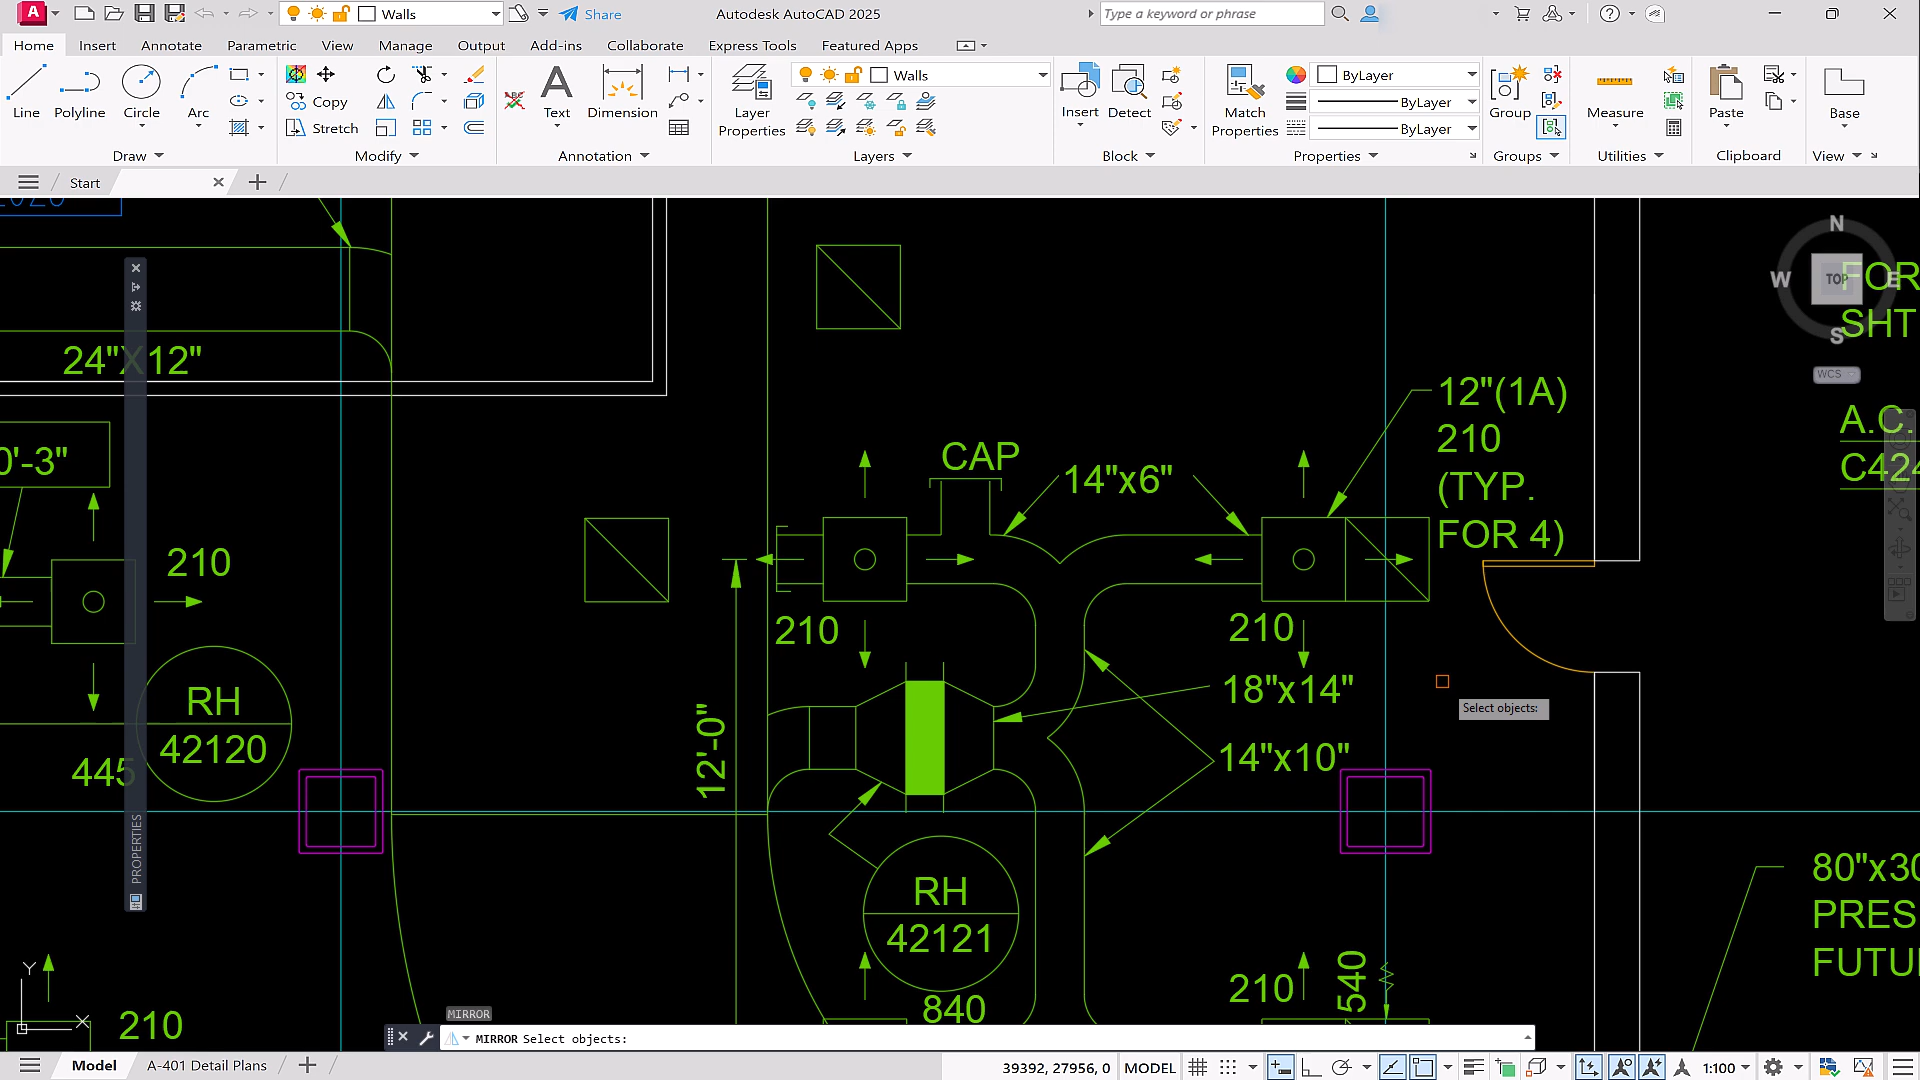 A
Walls
Share
Autodesk AutoCAD 2025
Type a keyword or phrase
Home
Insert
Annotate
Parametric
View
Manage
Output
Add-ins
Collaborate
Express Tools
Featured Apps
Line
Polyline
Circle
Arc
Copy
Stretch
Draw
Modify
ABC
Text
Dimension
Annotation
Layer
Properties
Walls
Layers
Insert
Detect
Block
Match
Properties
ByLayer
ByLayer
ByLayer
Properties
Group
Groups
Measure
Utilities
Paste
Clipboard
Base
View
Start
24"X12"
0'-3"
210
RH
42120
445
PROPERTIES
CAP
14"x6"
12"(1A)
210
(TYP.
FOR 4)
210
210
12'-0"
18"x14"
14"x10"
Select objects:
RH
42121
840
210
540
210
Y
X
N
W
TOP
E
S
WCS
FOR
SHT
A.C.
C424
80"x30
PRES
FUTU
MIRROR
MIRROR Select objects:
Model
A-401 Detail Plans
39392, 27956, 0
MODEL
1:100